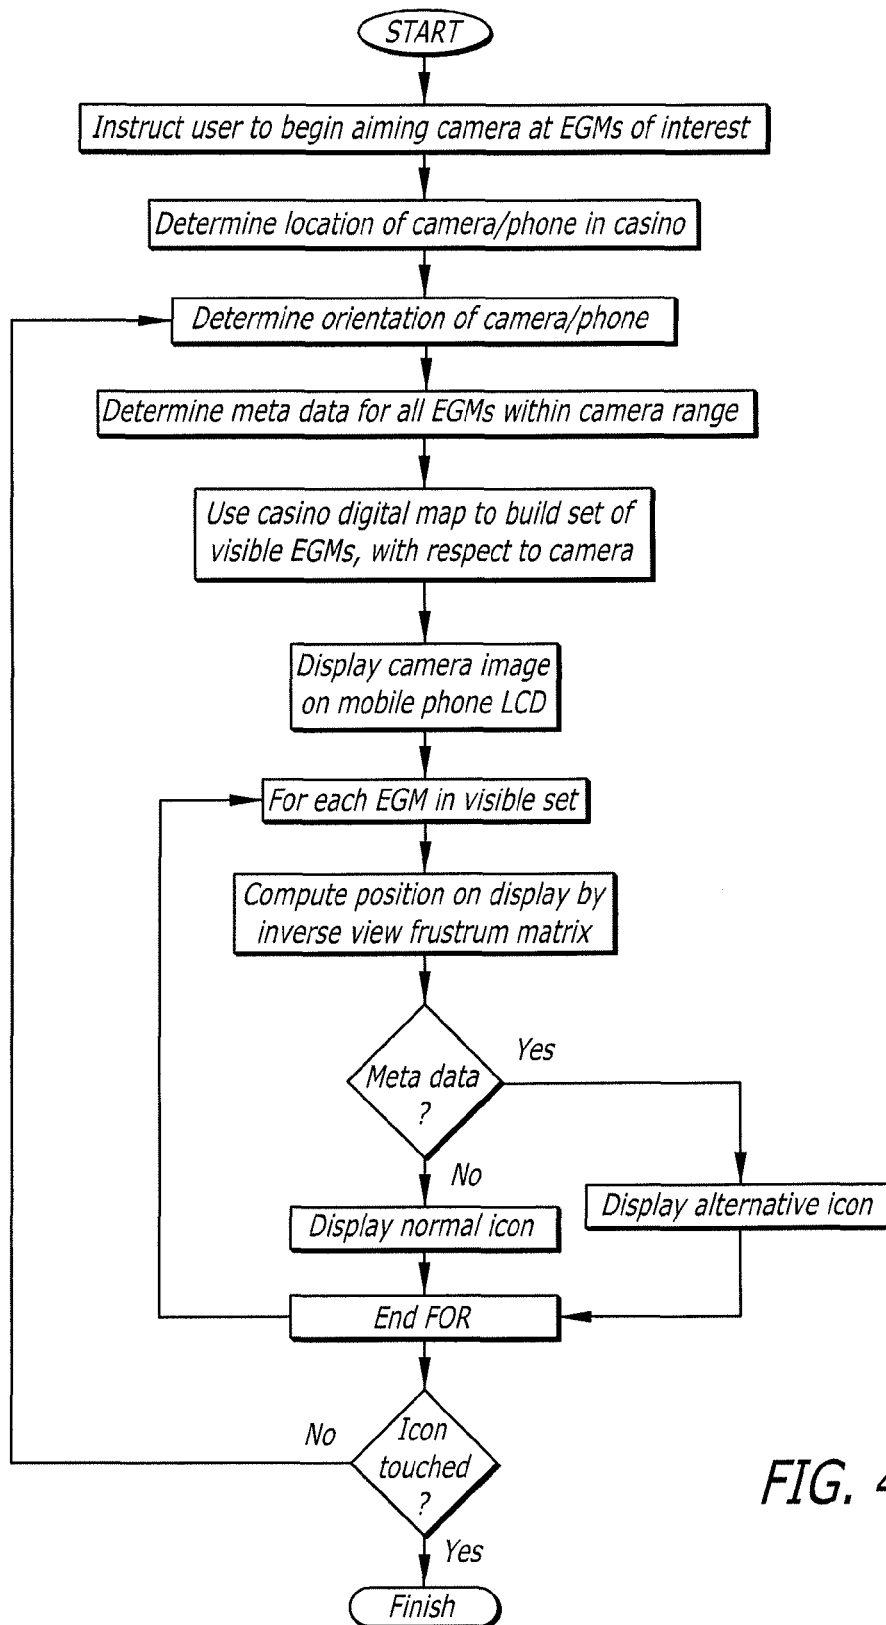 START
Instruct user to begin aiming camera at EGMs of interest
Determine location of camera/phone in casino
Determine orientation of camera/phone
Determine meta data for all EGMs within camera range
Use casino digital map to build set of
visible EGMs, with respect to camera
Display camera image
on mobile phone LCD
For each EGM in visible set
Compute position on display by
inverse view frustrum matrix
Meta data
?
Yes
No
Display normal icon
Display alternative icon
End FOR
No
Icon
touched
?
Yes
Finish
FIG. 4